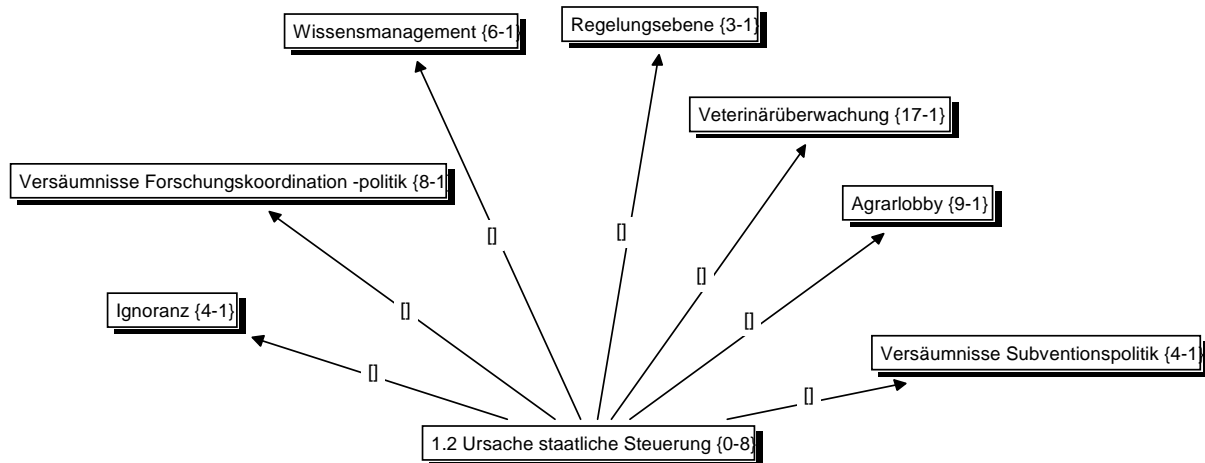 Regelungsebene {3-1}
Wissensmanagement {6-1}
Veterinärüberwachung {17-1}
Versäumnisse Forschungskoordination -politik {8-1}
Agrarlobby {9-1}
[]
[]
[]
Ignoranz {4-1}
[]
[]
Versäumnisse Subventionspolitik {4-1}
[]
[]
1.2 Ursache staatliche Steuerung {0-8}